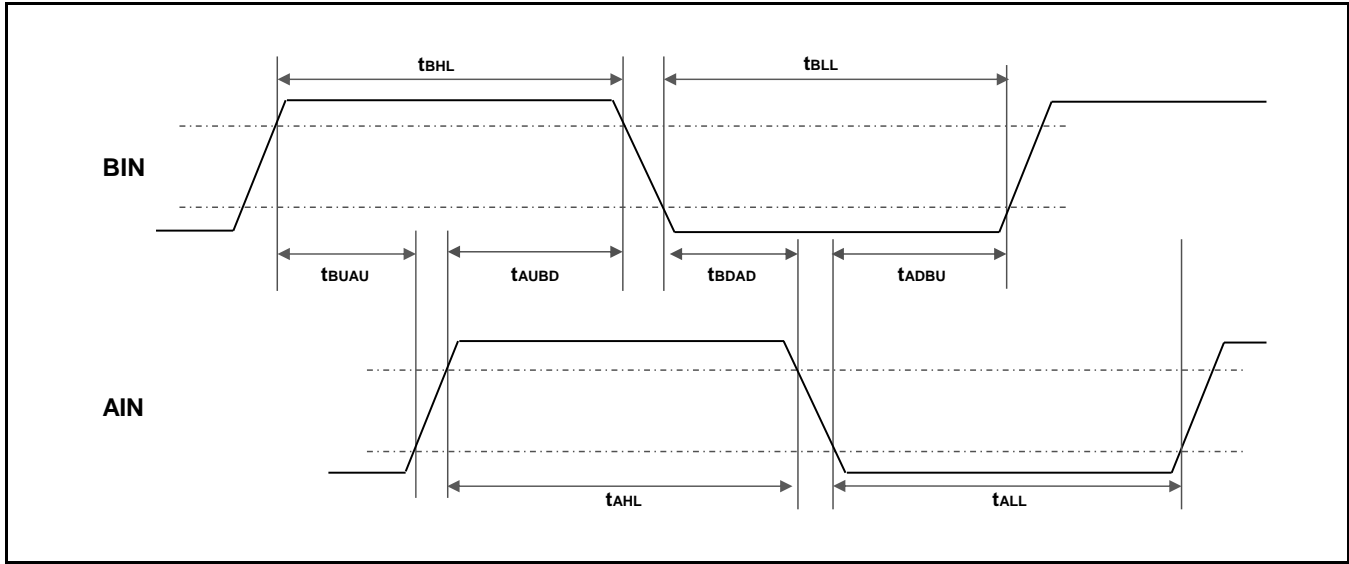 tBHL
tBLL
BIN
tBUAU
tAUBD
tBDAD
tADBU
AIN
tAHL
tALL